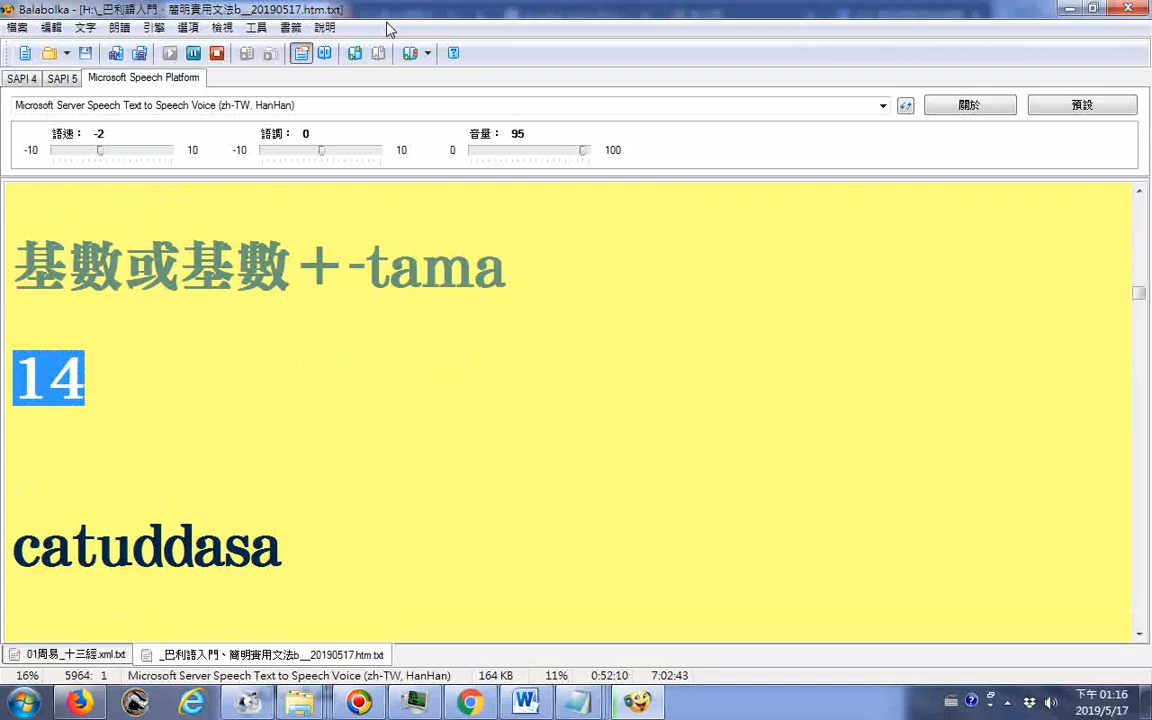 Balabolka - [H:\_巴利語入門、簡明實用文法b__20190517.htm.txt]
檔案 編輯 文字 朗讀 引擎 選項 檢視 工具 書籤 說明
SAPI 4 SAPI 5 Microsoft Speech Platform
Microsoft Server Speech Text to Speech Voice (zh-TW, HanHan) 關於 預設
語速： -2 語調： 0 音量： 95
-10 10 -10 10 0 100
基數或基數＋-tama
14
catuddasa
01周易_十三經.xml.txt _巴利語入門、簡明實用文法b__20190517.htm.txt
16% 5964: 1 Microsoft Server Speech Text to Speech Voice (zh-TW, HanHan) 164 KB 11% 0:52:10 7:02:43
下午 01:16
2019/5/17